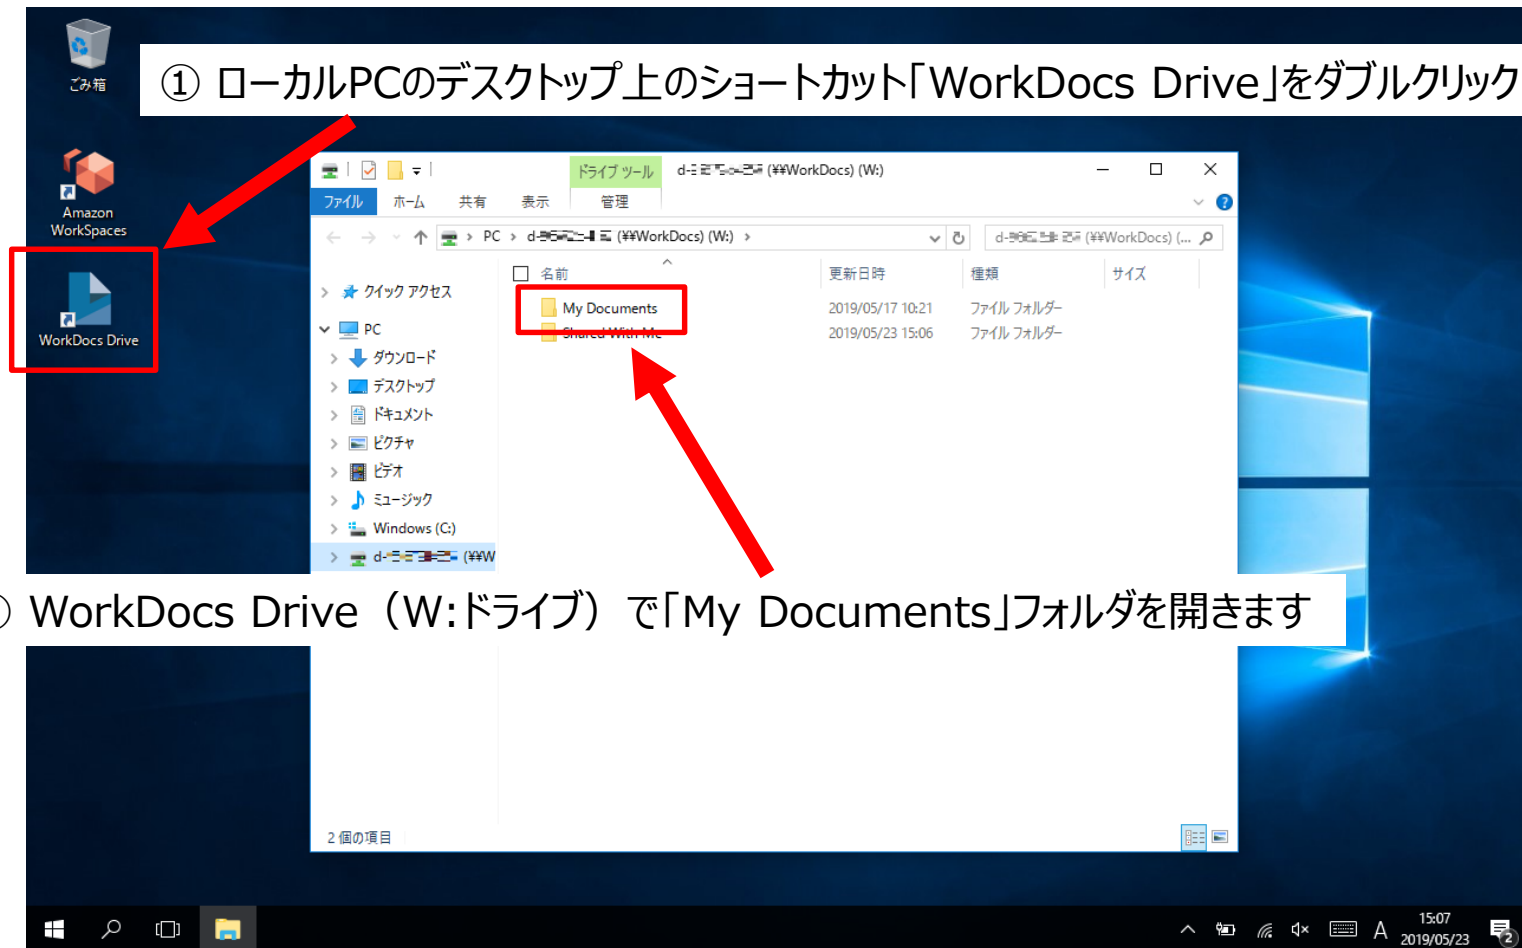 ごみ箱
① ローカルPCのデスクトップ上のショートカット「WorkDocs Drive」をダブルクリック
Amazon
WorkSpaces
WorkDocs Drive
ドライブ ツール
(¥¥WorkDocs) (W:)
ファイル ホーム 共有 表示 管理
PC › (¥¥WorkDocs) (W:) ›
(¥¥WorkDocs) (...
名前 更新日時 種類 サイズ
クイック アクセス
My Documents 2019/05/17 10:21 ファイル フォルダー
Shared With Me 2019/05/23 15:06 ファイル フォルダー
PC
ダウンロード
デスクトップ
ドキュメント
ピクチャ
ビデオ
ミュージック
Windows (C:)
(¥¥W
WorkDocs Drive（W:ドライブ）で「My Documents」フォルダを開きます
2 個の項目
A
15:07
2019/05/23
2